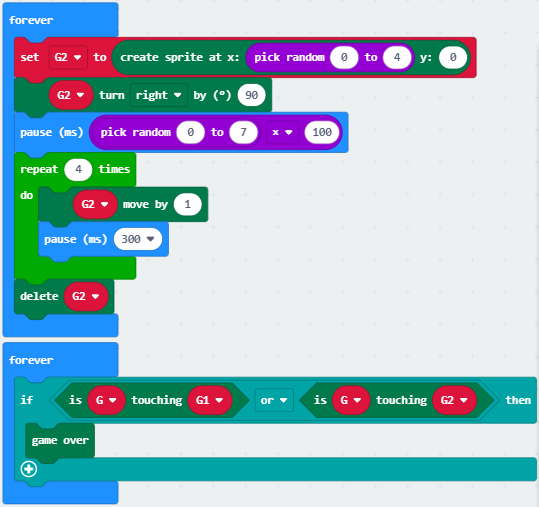 forever
set G2 to create sprite at x: pick random 0 to 4 y: 0
G2 turn right by (º) 90
pause (ms) pick random 0 to 7 x 100
repeat 4 times
do G2 move by 1
pause (ms) 300
delete G2
forever
if is G touching G1 or is G touching G2 then
game over